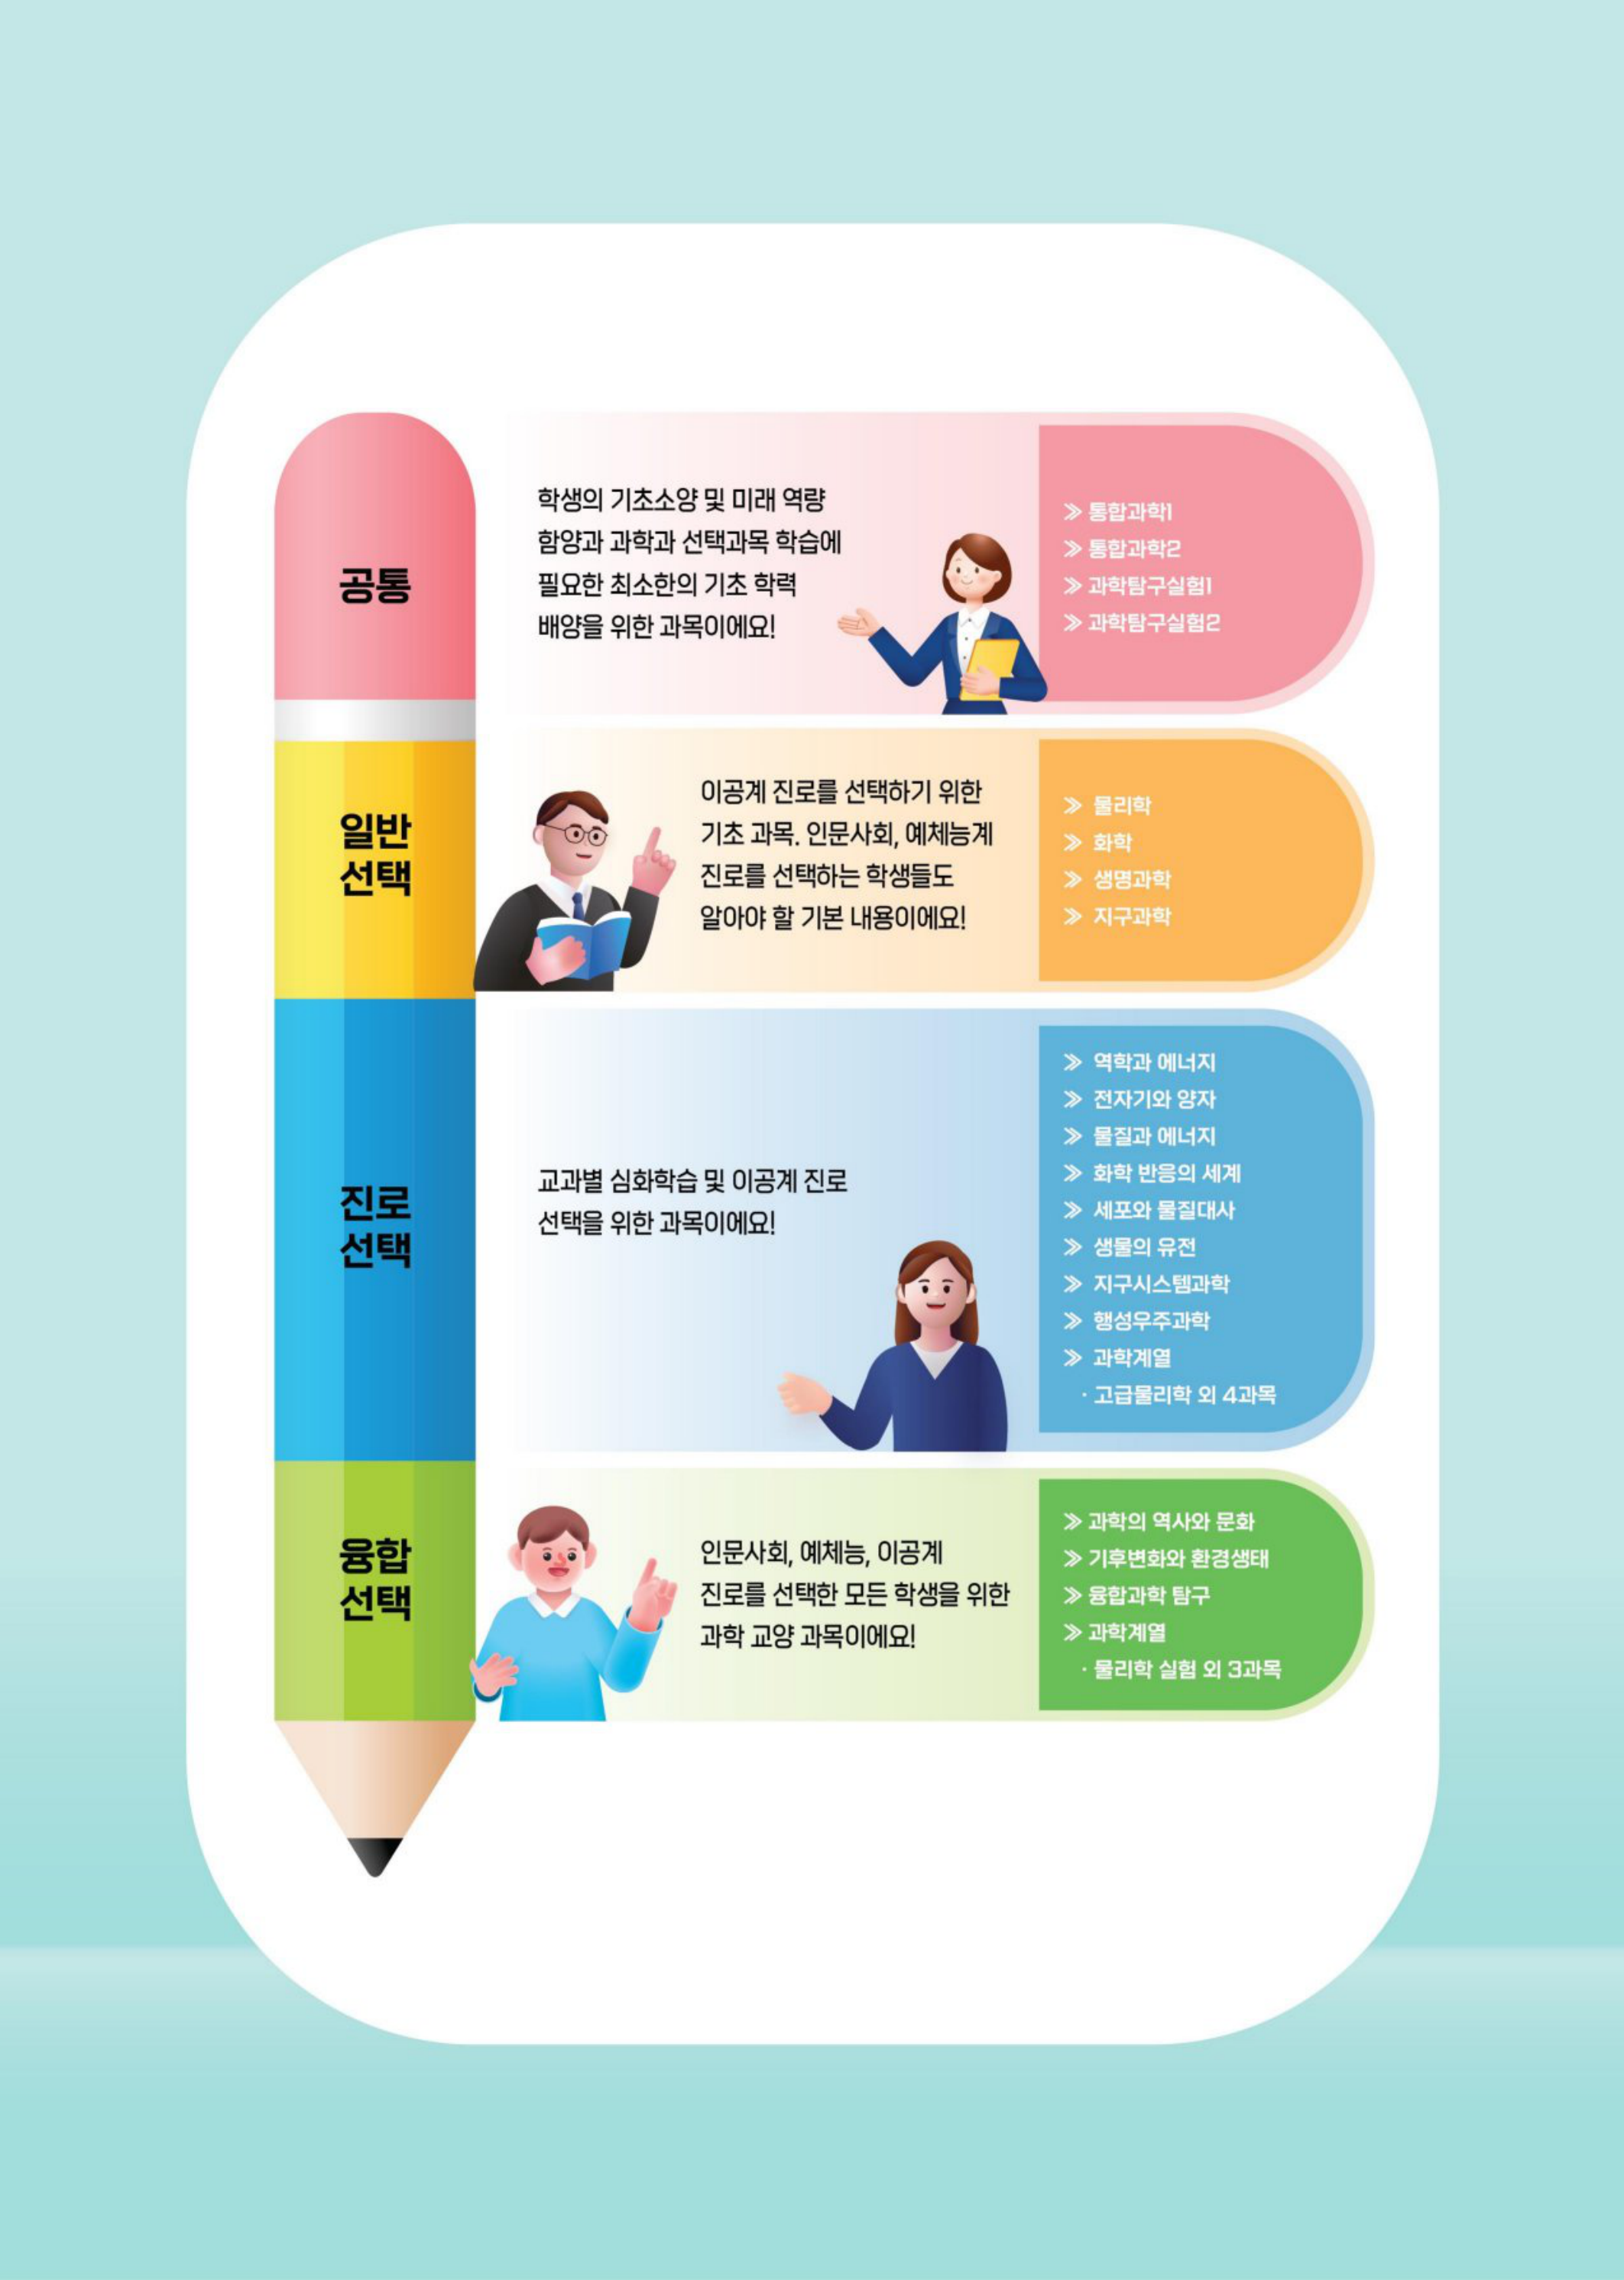 공통
학생의 기초소양 및 미래 역량
함양과 과학과 선택과목 학습에
필요한 최소한의 기초 학력
배양을 위한 과목이에요!
≫ 통합과학1
≫ 통합과학2
≫ 과학탐구실험1
≫ 과학탐구실험2
일반
선택
이공계 진로를 선택하기 위한
기초 과목. 인문사회, 예체능계
진로를 선택하는 학생들도
알아야 할 기본 내용이에요!
≫ 물리학
≫ 화학
≫ 생명과학
≫ 지구과학
진로
선택
교과별 심화학습 및 이공계 진로
선택을 위한 과목이에요!
≫ 역학과 에너지
≫ 전자기와 양자
≫ 물질과 에너지
≫ 화학 반응의 세계
≫ 세포와 물질대사
≫ 생물의 유전
≫ 지구시스템과학
≫ 행성우주과학
≫ 과학계열
· 고급물리학 외 4과목
융합
선택
인문사회, 예체능, 이공계
진로를 선택한 모든 학생을 위한
과학 교양 과목이에요!
≫ 과학의 역사와 문화
≫ 기후변화와 환경생태
≫ 융합과학 탐구
≫ 과학계열
· 물리학 실험 외 3과목